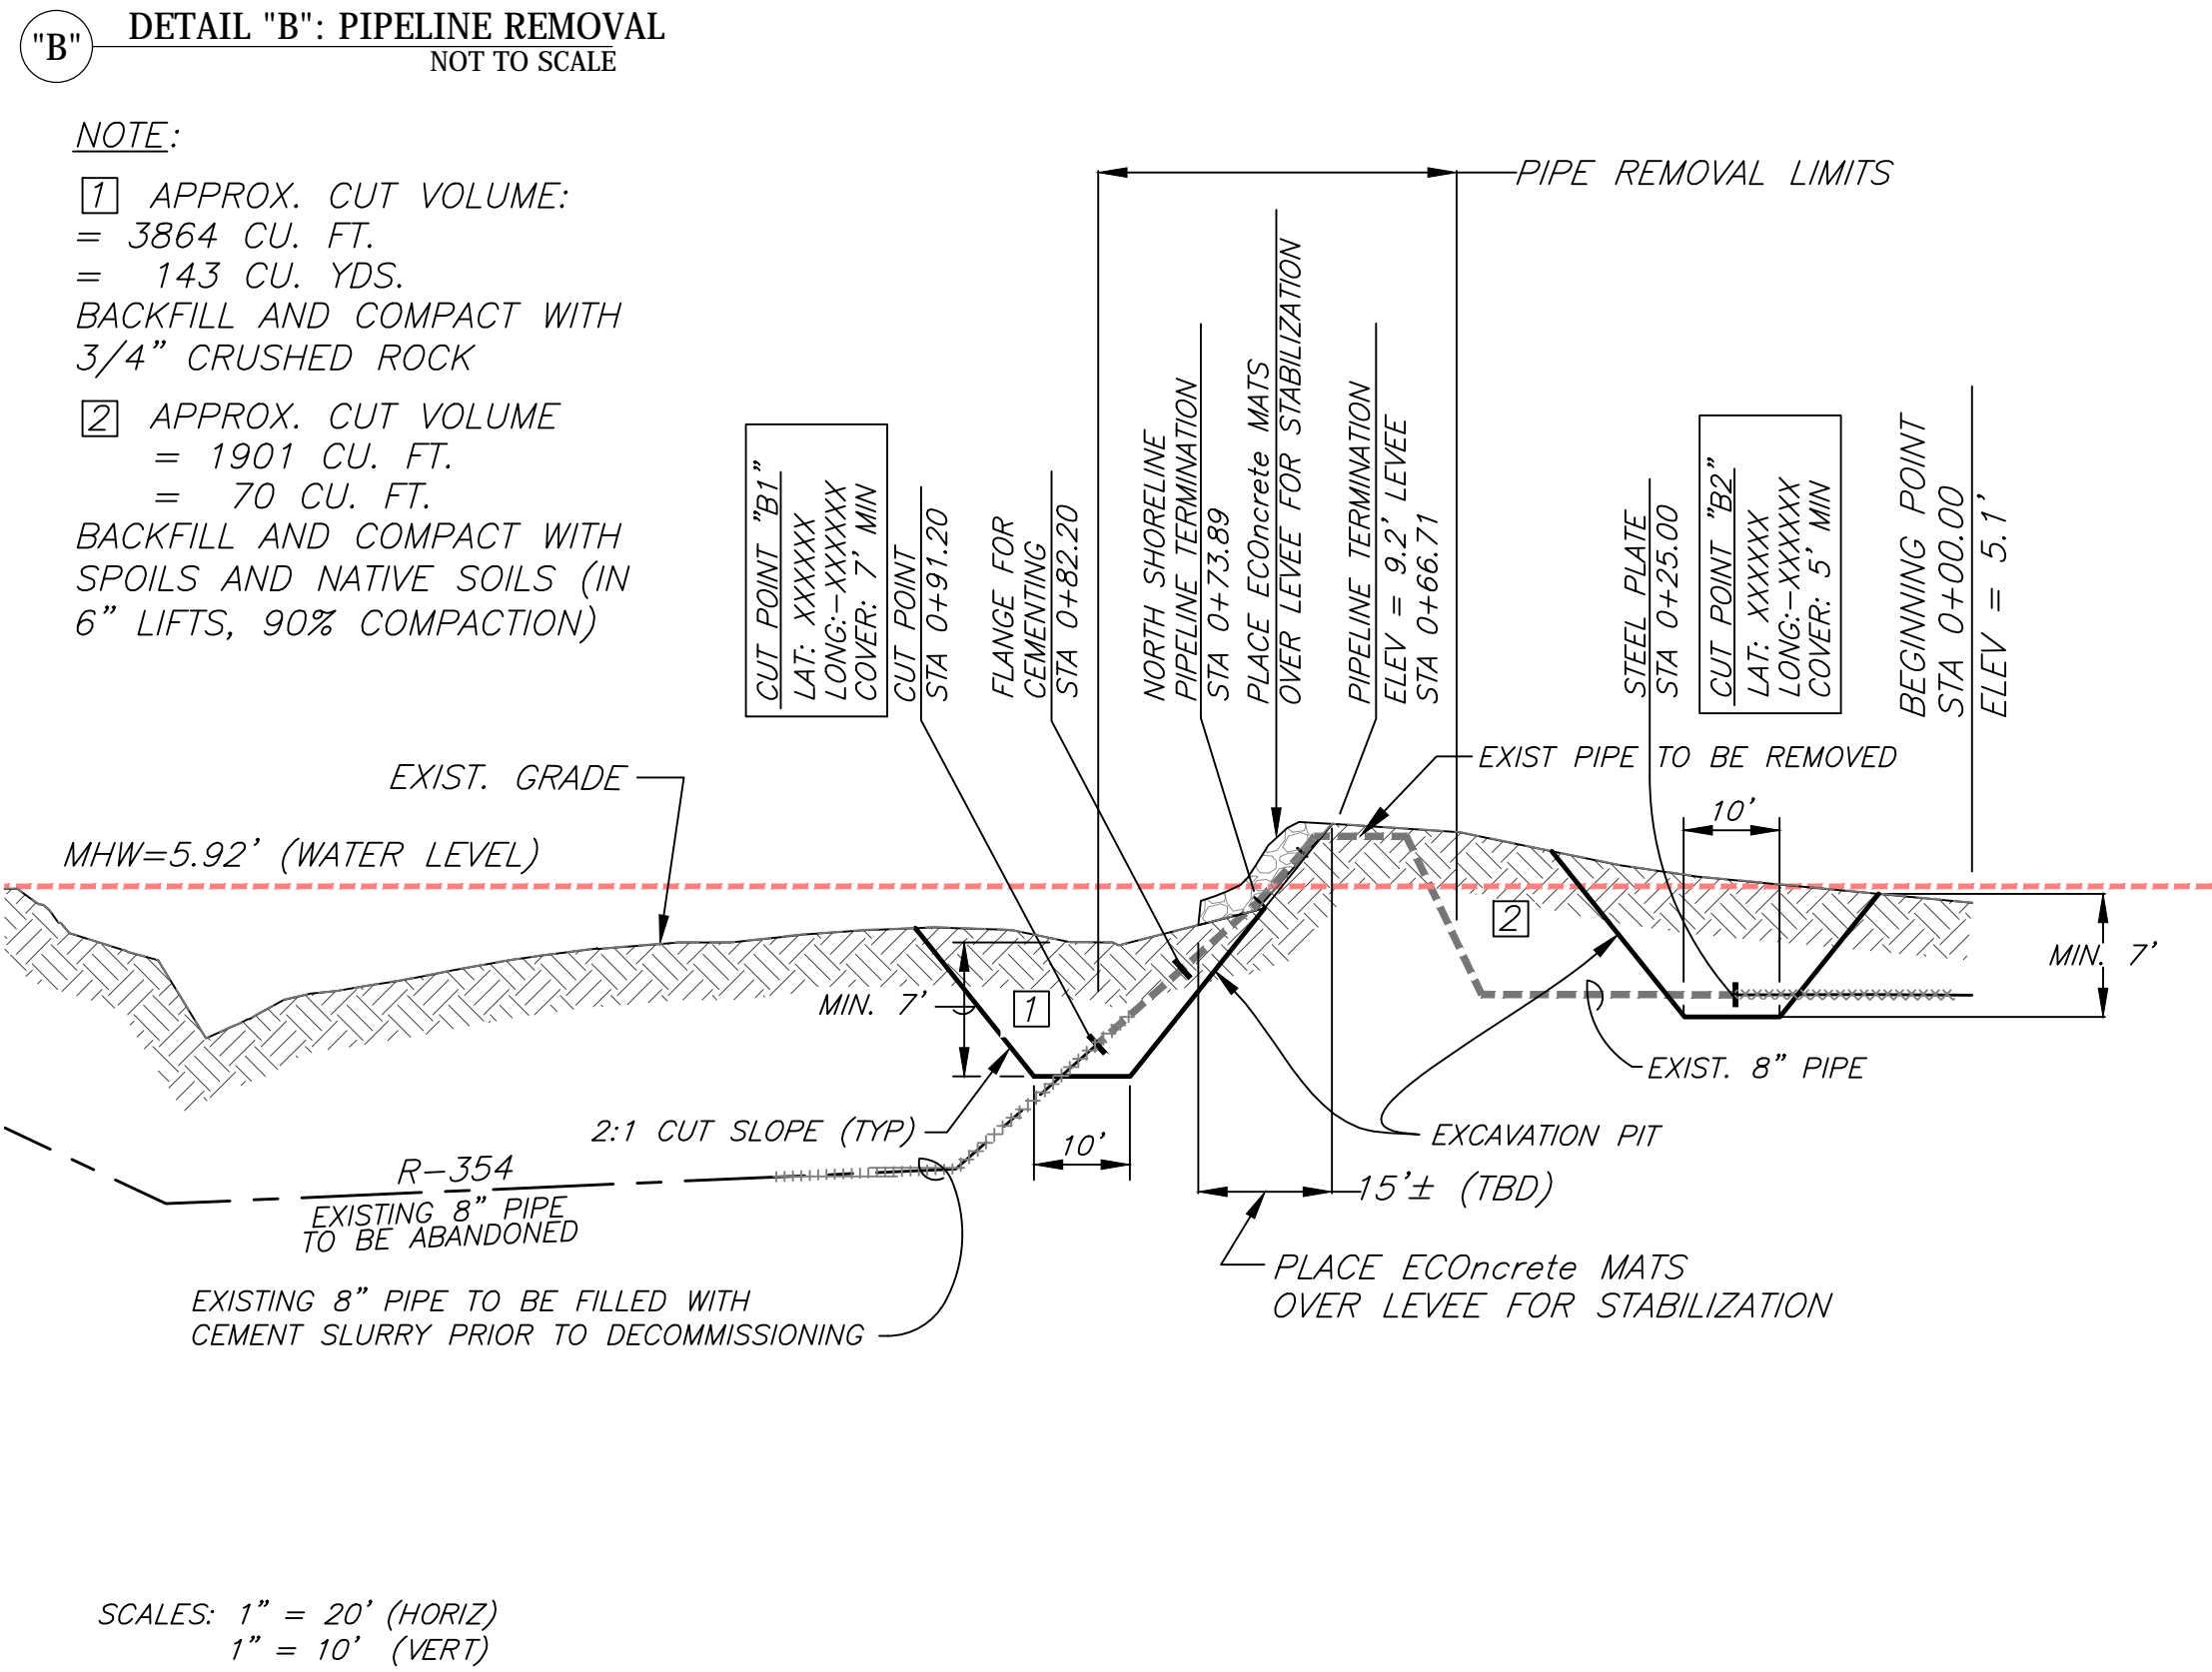 "B"
DETAIL "B": PIPELINE REMOVAL
NOT TO SCALE
NOTE:
1 APPROX. CUT VOLUME:
= 3864 CU. FT.
= 143 CU. YDS.
BACKFILL AND COMPACT WITH
3/4" CRUSHED ROCK
2 APPROX. CUT VOLUME
= 1901 CU. FT.
= 70 CU. FT.
BACKFILL AND COMPACT WITH
SPOILS AND NATIVE SOILS (IN
6" LIFTS, 90% COMPACTION)
PIPE REMOVAL LIMITS
CUT POINT "B1"
LAT: XXXXXX
LONG:-XXXXXX
COVER: 7' MIN
CUT POINT
STA 0+91.20
FLANGE FOR
CEMENTING
STA 0+82.20
NORTH SHORELINE
PIPELINE TERMINATION
STA 0+73.89
PLACE ECOncrete MATS
OVER LEVEE FOR STABILIZATION
PIPELINE TERMINATION
ELEV = 9.2' LEVEE
STA 0+66.71
STEEL PLATE
STA 0+25.00
CUT POINT "B2"
LAT: XXXXXX
LONG:-XXXXXX
COVER: 5' MIN
BEGINNING POINT
STA 0+00.00
ELEV = 5.1'
EXIST. GRADE
EXIST PIPE TO BE REMOVED
10'
MHW=5.92' (WATER LEVEL)
2
MIN. 7'
MIN. 7'
1
EXIST. 8" PIPE
2:1 CUT SLOPE (TYP)
10'
EXCAVATION PIT
R-354
EXISTING 8" PIPE
TO BE ABANDONED
15'± (TBD)
PLACE ECOncrete MATS
OVER LEVEE FOR STABILIZATION
EXISTING 8" PIPE TO BE FILLED WITH
CEMENT SLURRY PRIOR TO DECOMMISSIONING
SCALES: 1" = 20' (HORIZ)
1" = 10' (VERT)